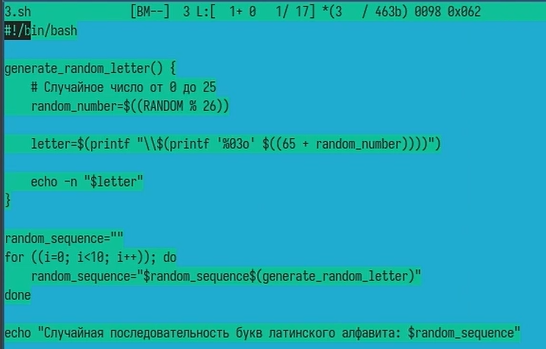 3.sh [BM--] 3 L:[ 1+ 0 1/ 17] *(3 / 463b) 0098 0x062
#!/bin/bash

generate_random_letter() {
    # Случайное число от 0 до 25
    random_number=$((RANDOM % 26))

    letter=$(printf "\\$(printf '%03o' $((65 + random_number))))")

    echo -n "$letter"
}

random_sequence=""
for ((i=0; i<10; i++)); do
    random_sequence="$random_sequence$(generate_random_letter)"
done

echo "Случайная последовательность букв латинского алфавита: $random_sequence"